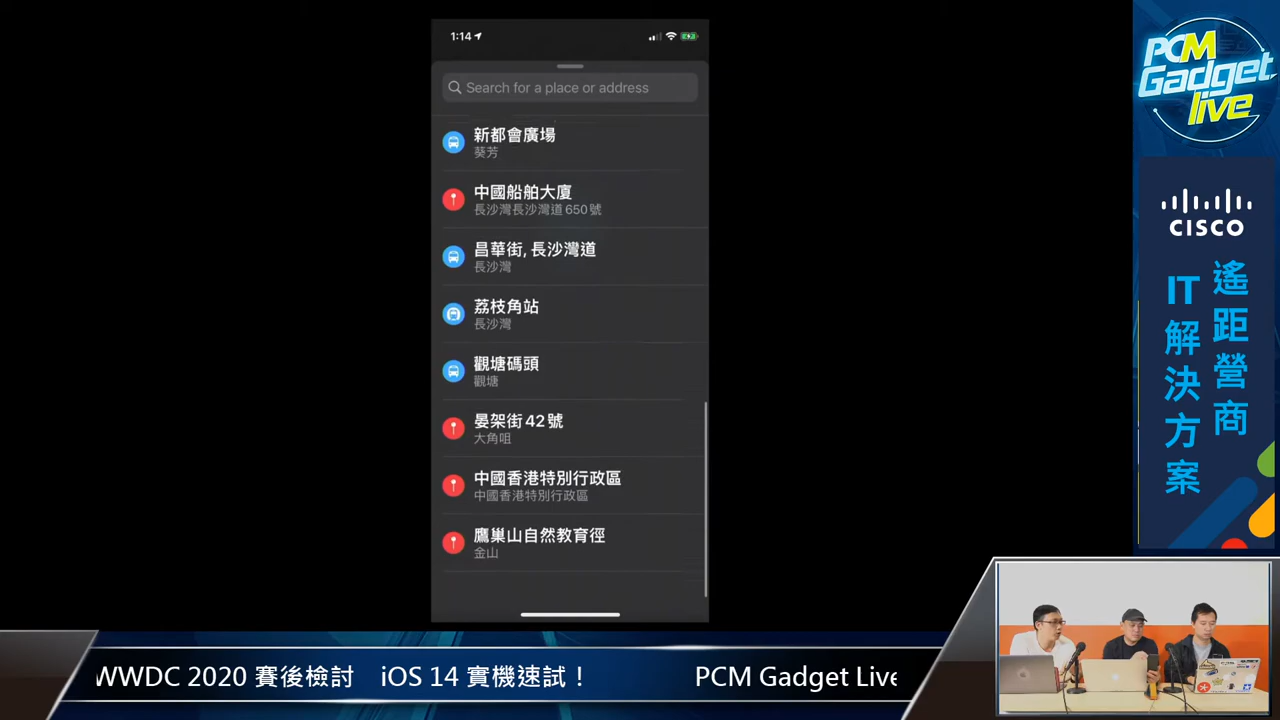 1:14
Search for a place or address
新都會廣場
葵芳
中國船舶大廈
長沙灣長沙灣道650號
昌華街, 長沙灣道
長沙灣
荔枝角站
長沙灣
觀塘碼頭
觀塘
晏架街42號
大角咀
中國香港特別行政區
中國香港特別行政區
鷹巢山自然教育徑
金山
PCM
Gadget
live
CISCO
遙距營商
IT解決方案
WWDC 2020 賽後檢討 iOS 14 實機速試！ PCM Gadget Live